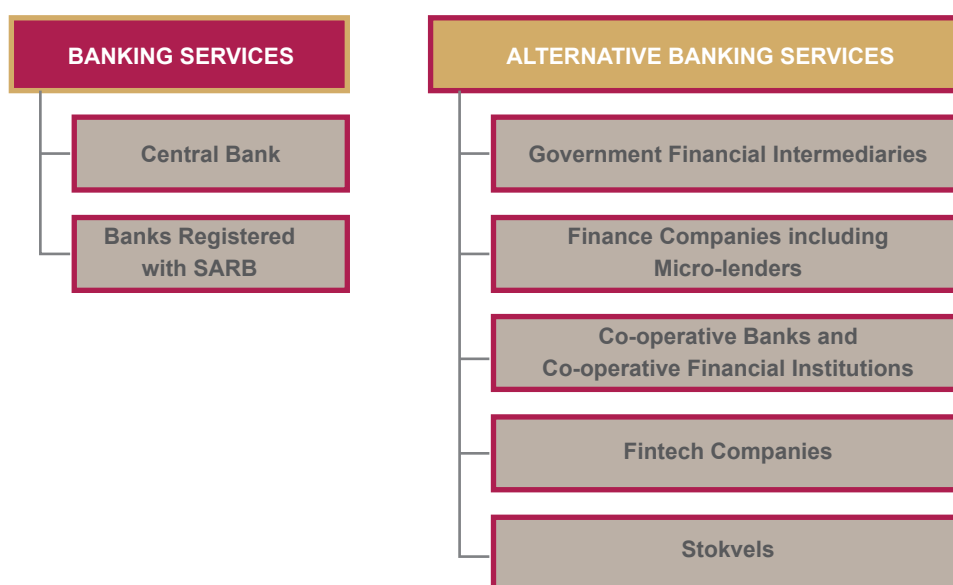 BANKING SERVICES
Central Bank
Banks Registered
with SARB
ALTERNATIVE BANKING SERVICES
Government Financial Intermediaries
Finance Companies including
Micro-lenders
Co-operative Banks and
Co-operative Financial Institutions
Fintech Companies
Stokvels